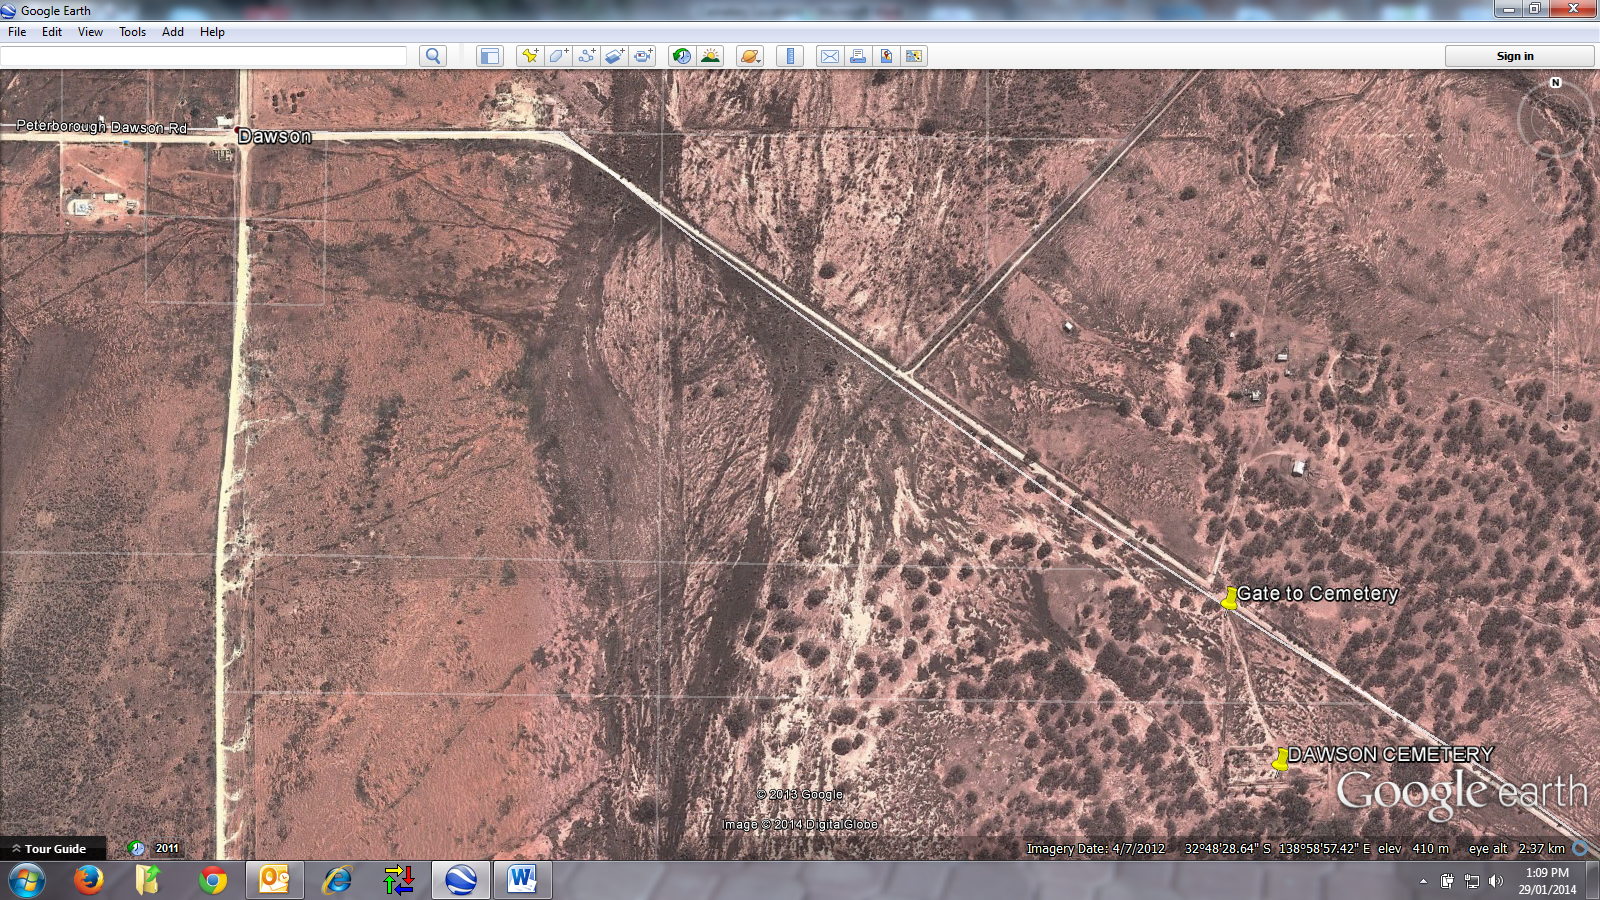 Google Earth
File Edit View Tools Add Help
Sign in
N
Peterborough Dawson Rd
Dawson
Gate to Cemetery
DAWSON CEMETERY
Google earth
© 2013 Google
Image © 2014 DigitalGlobe
Tour Guide
2011
Imagery Date: 4/7/2012 32°48'28.64" S 138°58'57.42" E elev 410 m eye alt 2.37 km
1:09 PM
29/01/2014